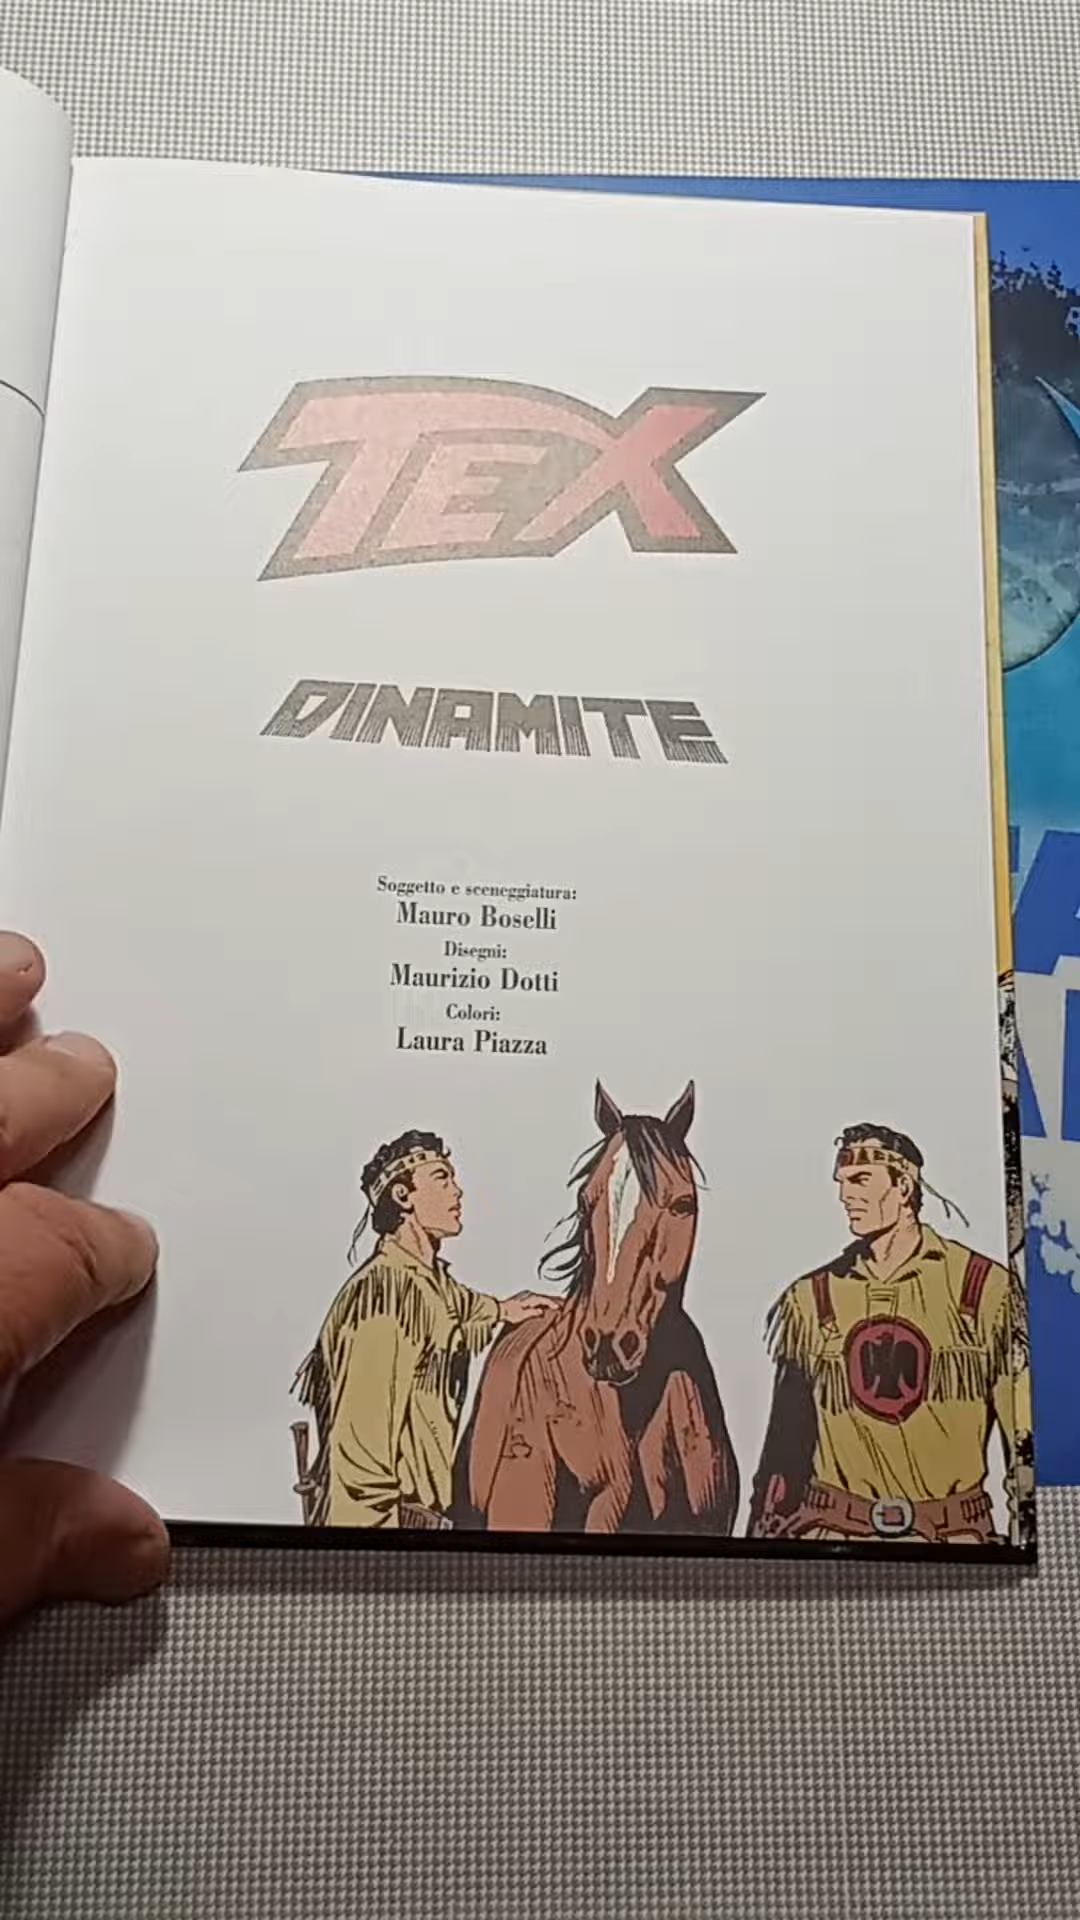 TEX
DINAMITE
Soggetto e sceneggiatura:
Mauro Boselli
Disegni:
Maurizio Dotti
Colori:
Laura Piazza